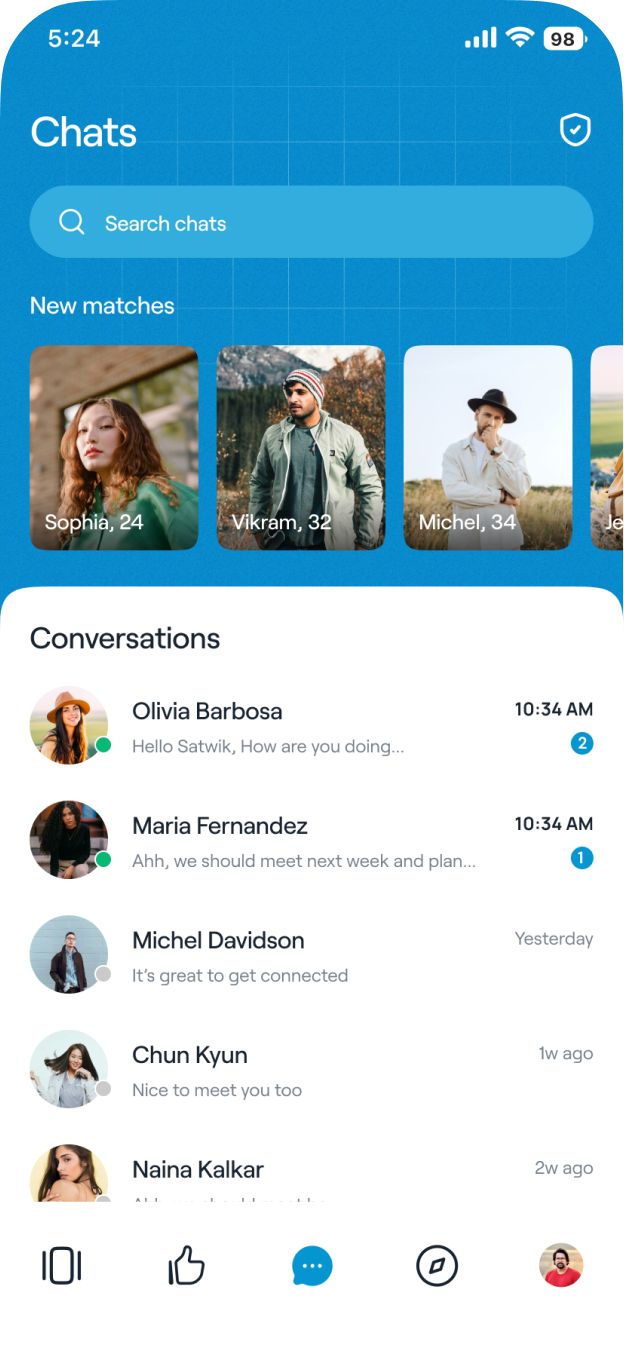 5:24
98
Chats
Search chats
New matches
Sophia, 24
Vikram, 32
Michel, 34
Je
Conversations
Olivia Barbosa
10:34 AM
Hello Satwik, How are you doing...
2
Maria Fernandez
10:34 AM
Ahh, we should meet next week and plan...
1
Michel Davidson
Yesterday
It’s great to get connected
Chun Kyun
1w ago
Nice to meet you too
Naina Kalkar
2w ago